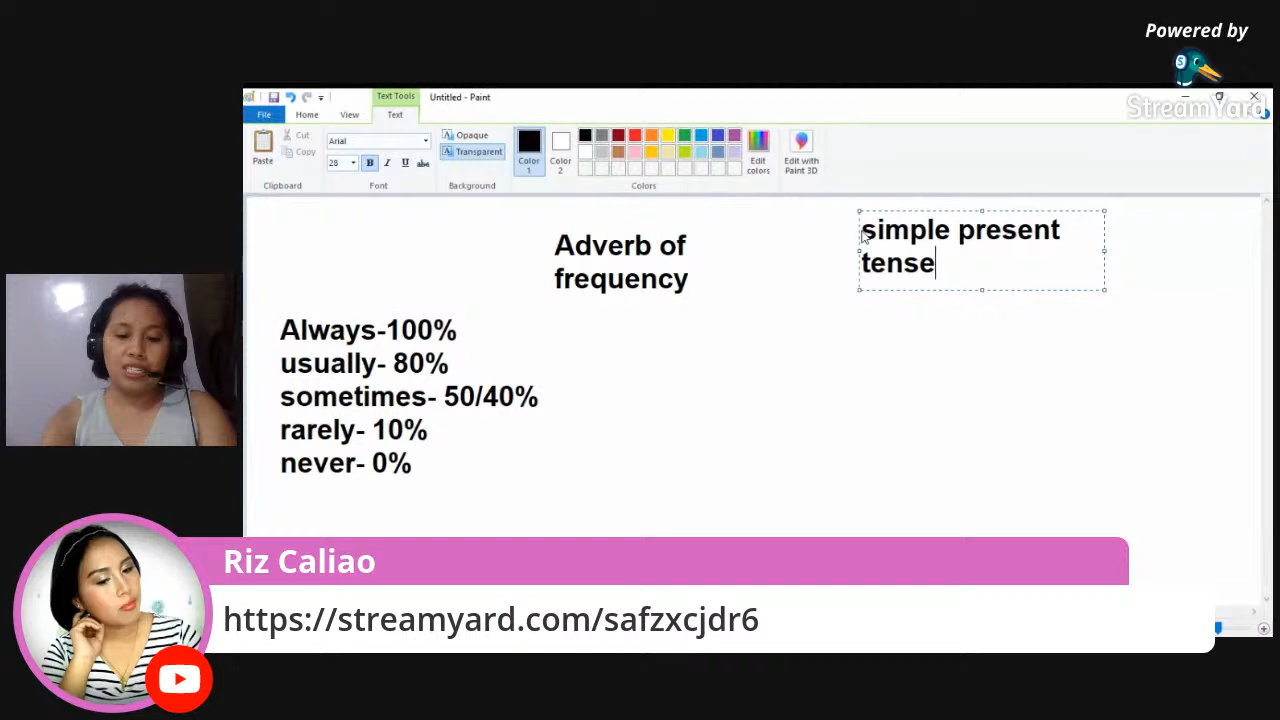 Powered by
StreamYard
Text Tools
Untitled - Paint
File
Home
View
Text
Paste
Cut
Copy
Clipboard
Arial
28
B
I
U
abc
Font
Opaque
Transparent
Background
Color 1
Color 2
Edit colors
Colors
Edit with Paint 3D
Adverb of
frequency
simple present
tense
Always-100%
usually- 80%
sometimes- 50/40%
rarely- 10%
never- 0%
Riz Caliao
https://streamyard.com/safzxcjdr6